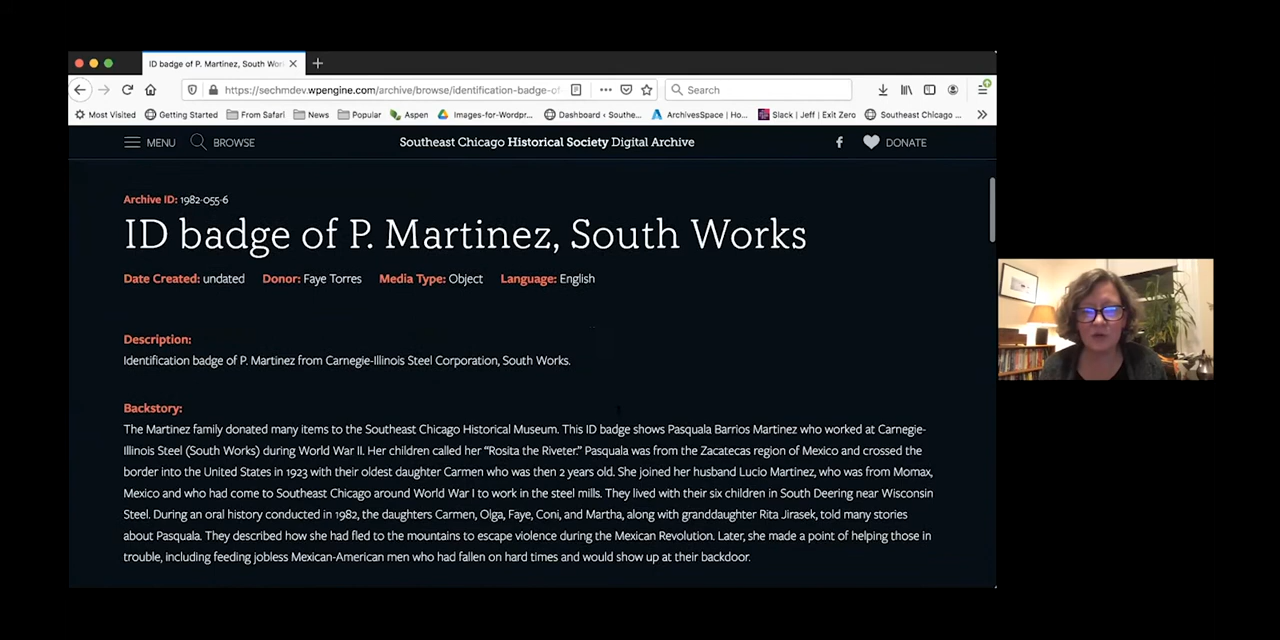 ID badge of P. Martinez, South Wor
https://sechmdev.wpengine.com/archive/browse/identification-badge-of
Search
Most Visited Getting Started From Safari News Popular Aspen Images-for-Wordpr... Dashboard ‹ Southe... ArchivesSpace | Ho... Slack | Jeff | Exit Zero Southeast Chicago ...
MENU BROWSE Southeast Chicago Historical Society Digital Archive DONATE
Archive ID: 1982-055-6
ID badge of P. Martinez, South Works
Date Created: undated Donor: Faye Torres Media Type: Object Language: English
Description:
Identification badge of P. Martinez from Carnegie-Illinois Steel Corporation, South Works.
Backstory:
The Martinez family donated many items to the Southeast Chicago Historical Museum. This ID badge shows Pasquala Barrios Martinez who worked at Carnegie-
Illinois Steel (South Works) during World War II. Her children called her “Rosita the Riveter.” Pasquala was from the Zacatecas region of Mexico and crossed the
border into the United States in 1923 with their oldest daughter Carmen who was then 2 years old. She joined her husband Lucio Martinez, who was from Momax,
Mexico and who had come to Southeast Chicago around World War I to work in the steel mills. They lived with their six children in South Deering near Wisconsin
Steel. During an oral history conducted in 1982, the daughters Carmen, Olga, Faye, Coni, and Martha, along with granddaughter Rita Jirasek, told many stories
about Pasquala. They described how she had fled to the mountains to escape violence during the Mexican Revolution. Later, she made a point of helping those in
trouble, including feeding jobless Mexican-American men who had fallen on hard times and would show up at their backdoor.